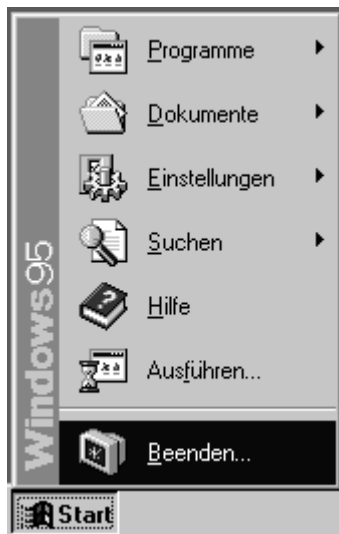 Programme
Dokumente
Einstellungen
Suchen
Hilfe
Ausführen...
Beenden...
Windows95
Start